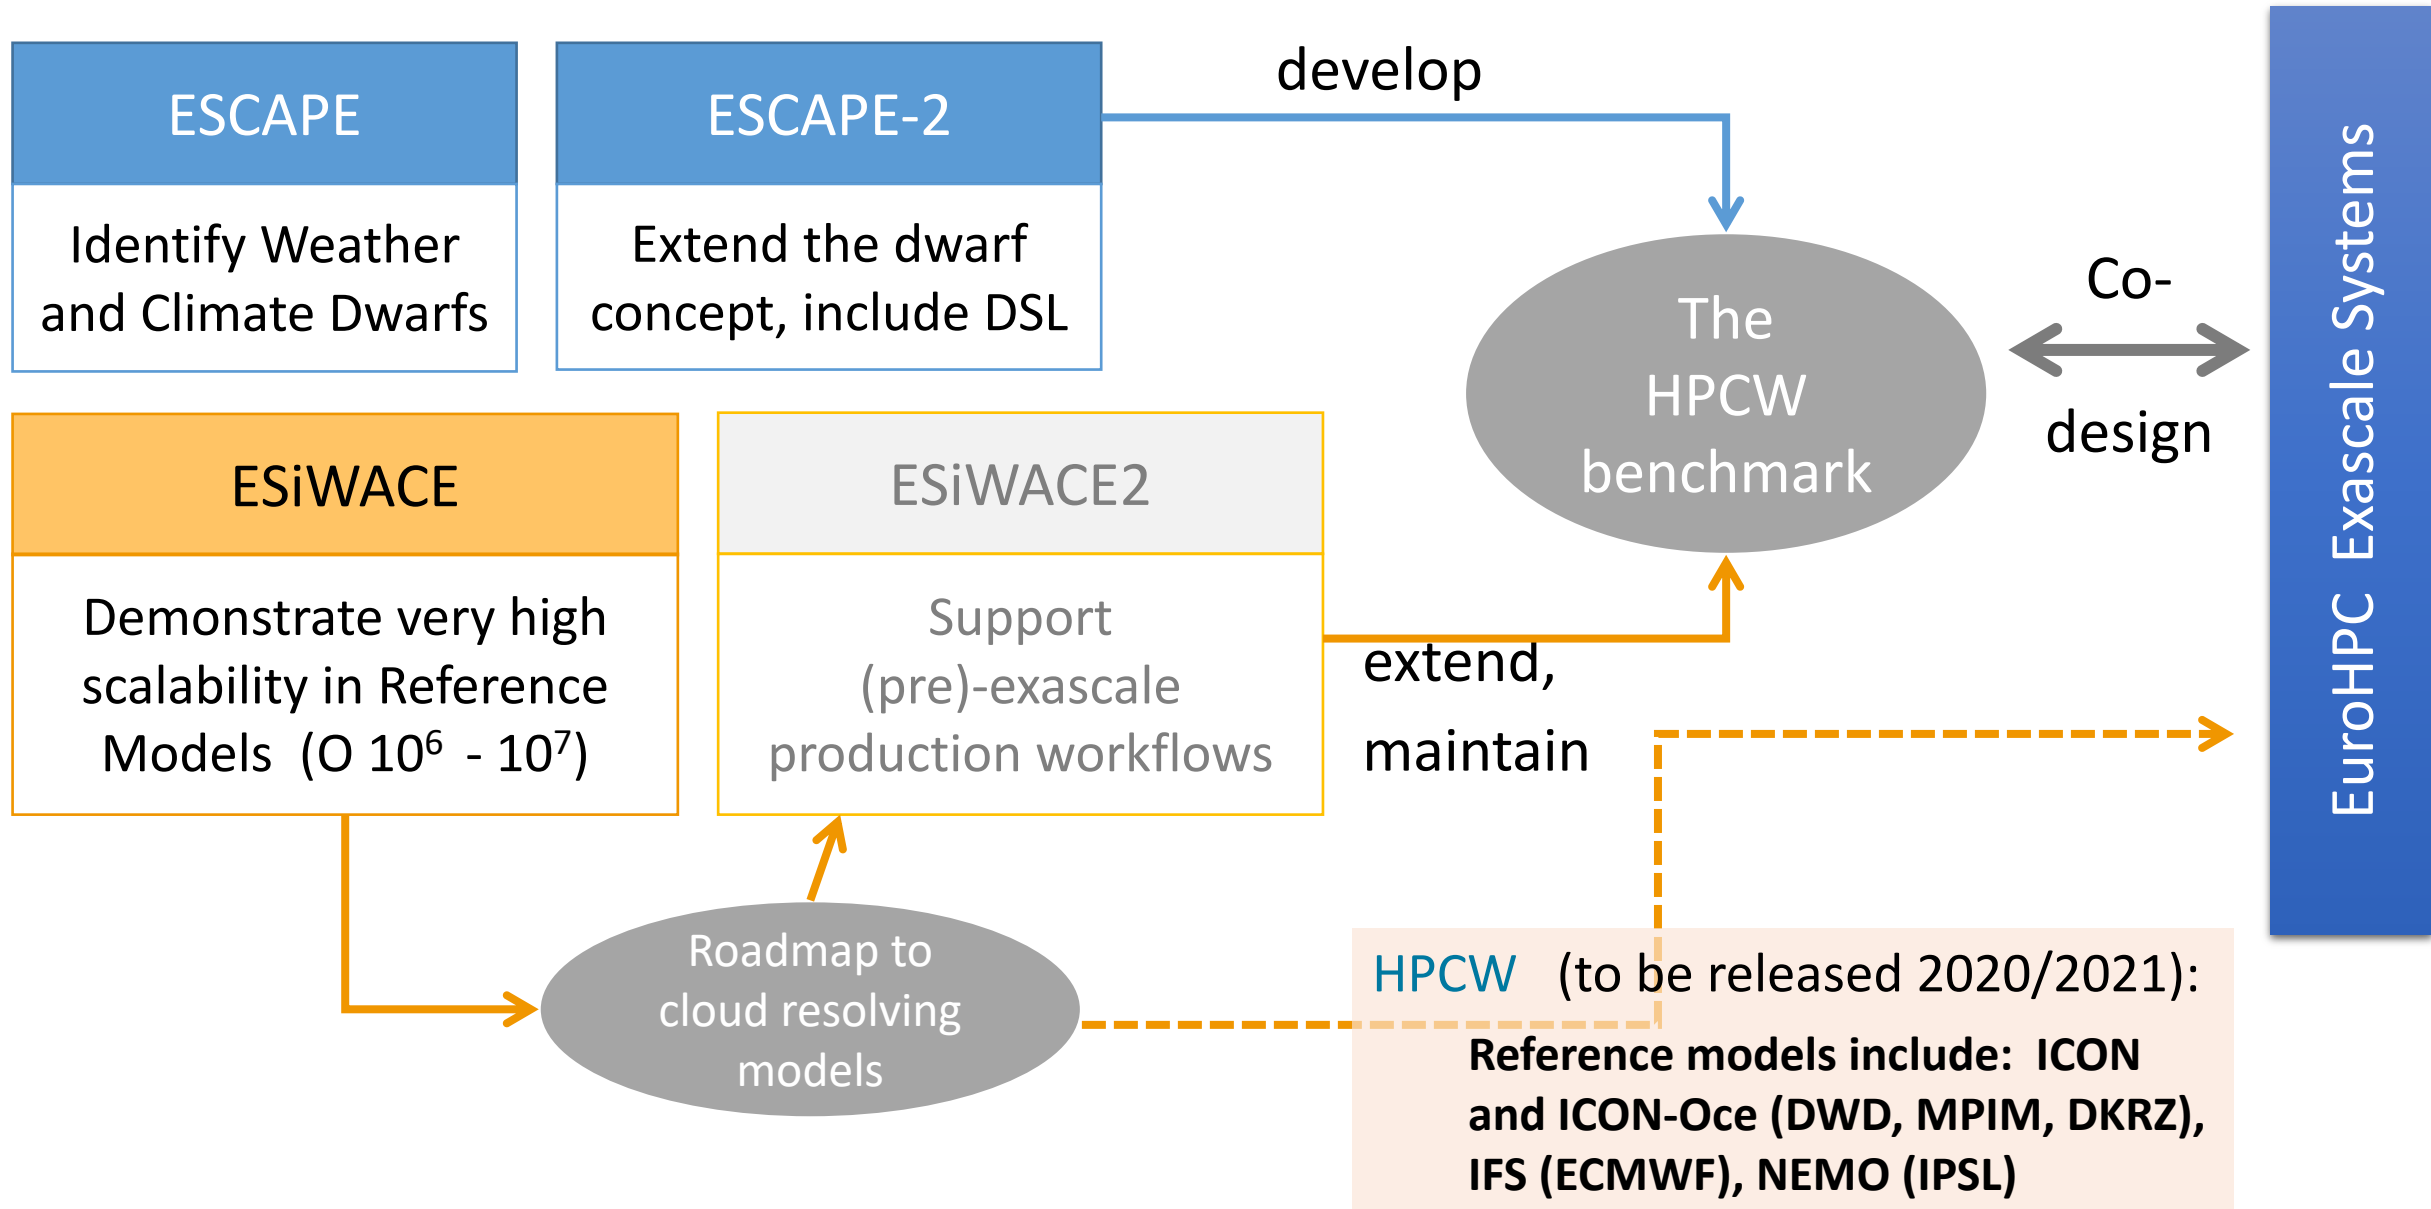 ESCAPE
Identify Weather
and Climate Dwarfs
ESCAPE-2
Extend the dwarf
concept, include DSL
develop
The
HPCW
benchmark
Co-
design
EuroHPC Exascale Systems
ESiWACE
Demonstrate very high
scalability in Reference
Models (O 10⁶ - 10⁷)
ESiWACE2
Support
(pre)-exascale
production workflows
extend,
maintain
Roadmap to
cloud resolving
models
HPCW (to be released 2020/2021):
Reference models include: ICON
and ICON-Oce (DWD, MPIM, DKRZ),
IFS (ECMWF), NEMO (IPSL)